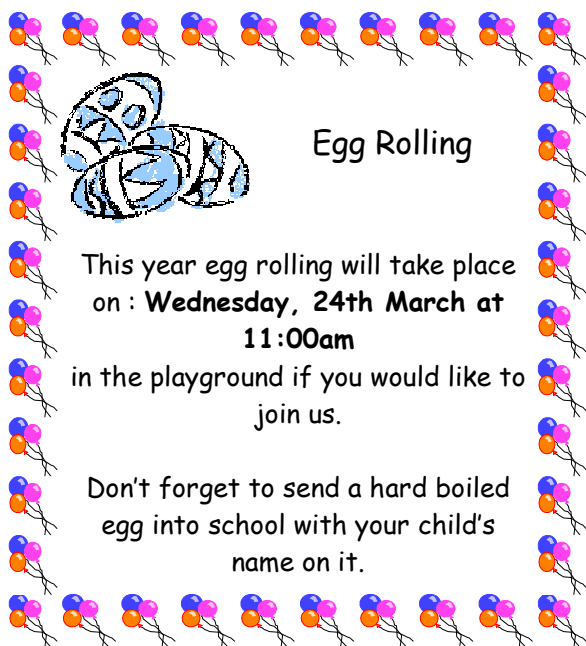 Egg Rolling
This year egg rolling will take place
on : Wednesday, 24th March at
11:00am
in the playground if you would like to
join us.
Don’t forget to send a hard boiled
egg into school with your child’s
name on it.